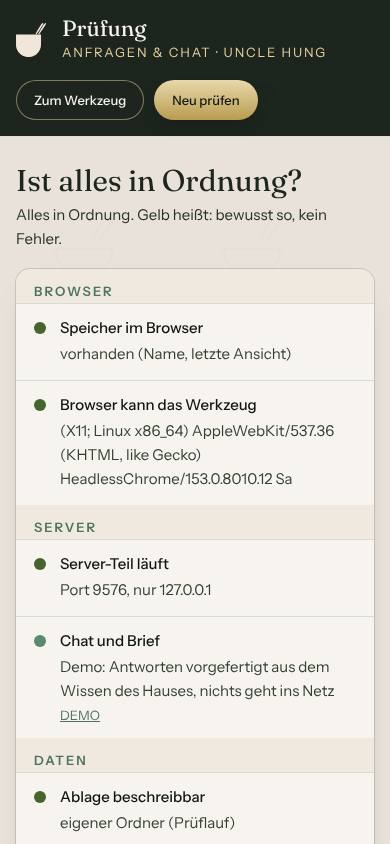 Prüfung
ANFRAGEN & CHAT · UNCLE HUNG
Zum Werkzeug
Neu prüfen
Ist alles in Ordnung?
Alles in Ordnung. Gelb heißt: bewusst so, kein
Fehler.
BROWSER
Speicher im Browser
vorhanden (Name, letzte Ansicht)
Browser kann das Werkzeug
(X11; Linux x86_64) AppleWebKit/537.36
(KHTML, like Gecko)
HeadlessChrome/153.0.8010.12 Sa
SERVER
Server-Teil läuft
Port 9576, nur 127.0.0.1
Chat und Brief
Demo: Antworten vorgefertigt aus dem
Wissen des Hauses, nichts geht ins Netz
DEMO
DATEN
Ablage beschreibbar
eigener Ordner (Prüflauf)